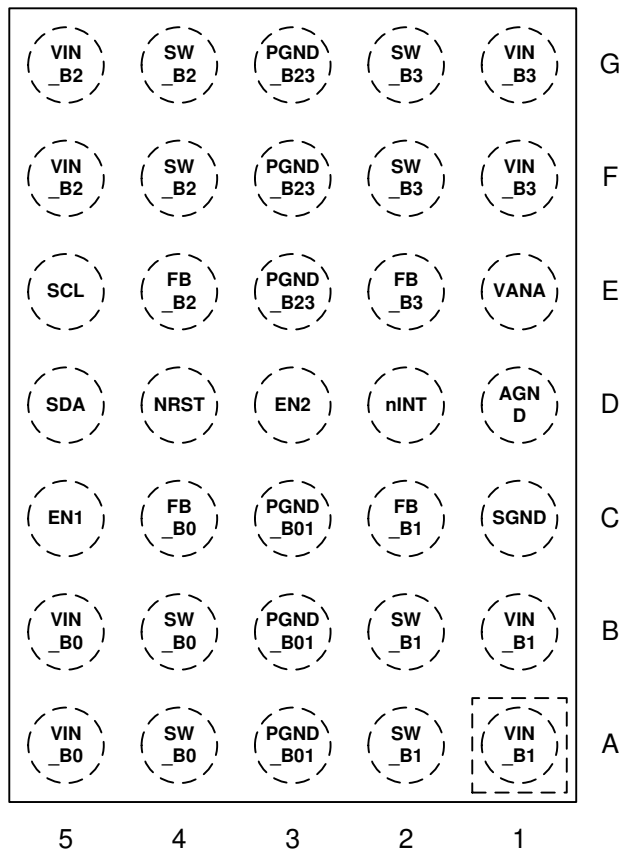 VIN _B2 SW _B2 PGND _B23 SW _B3 VIN _B3 G
VIN _B2 SW _B2 PGND _B23 SW _B3 VIN _B3 F
SCL FB _B2 PGND _B23 FB _B3 VANA E
SDA NRST EN2 nINT AGN D D
EN1 FB _B0 PGND _B01 FB _B1 SGND C
VIN _B0 SW _B0 PGND _B01 SW _B1 VIN _B1 B
VIN _B0 SW _B0 PGND _B01 SW _B1 VIN _B1 A
5 4 3 2 1